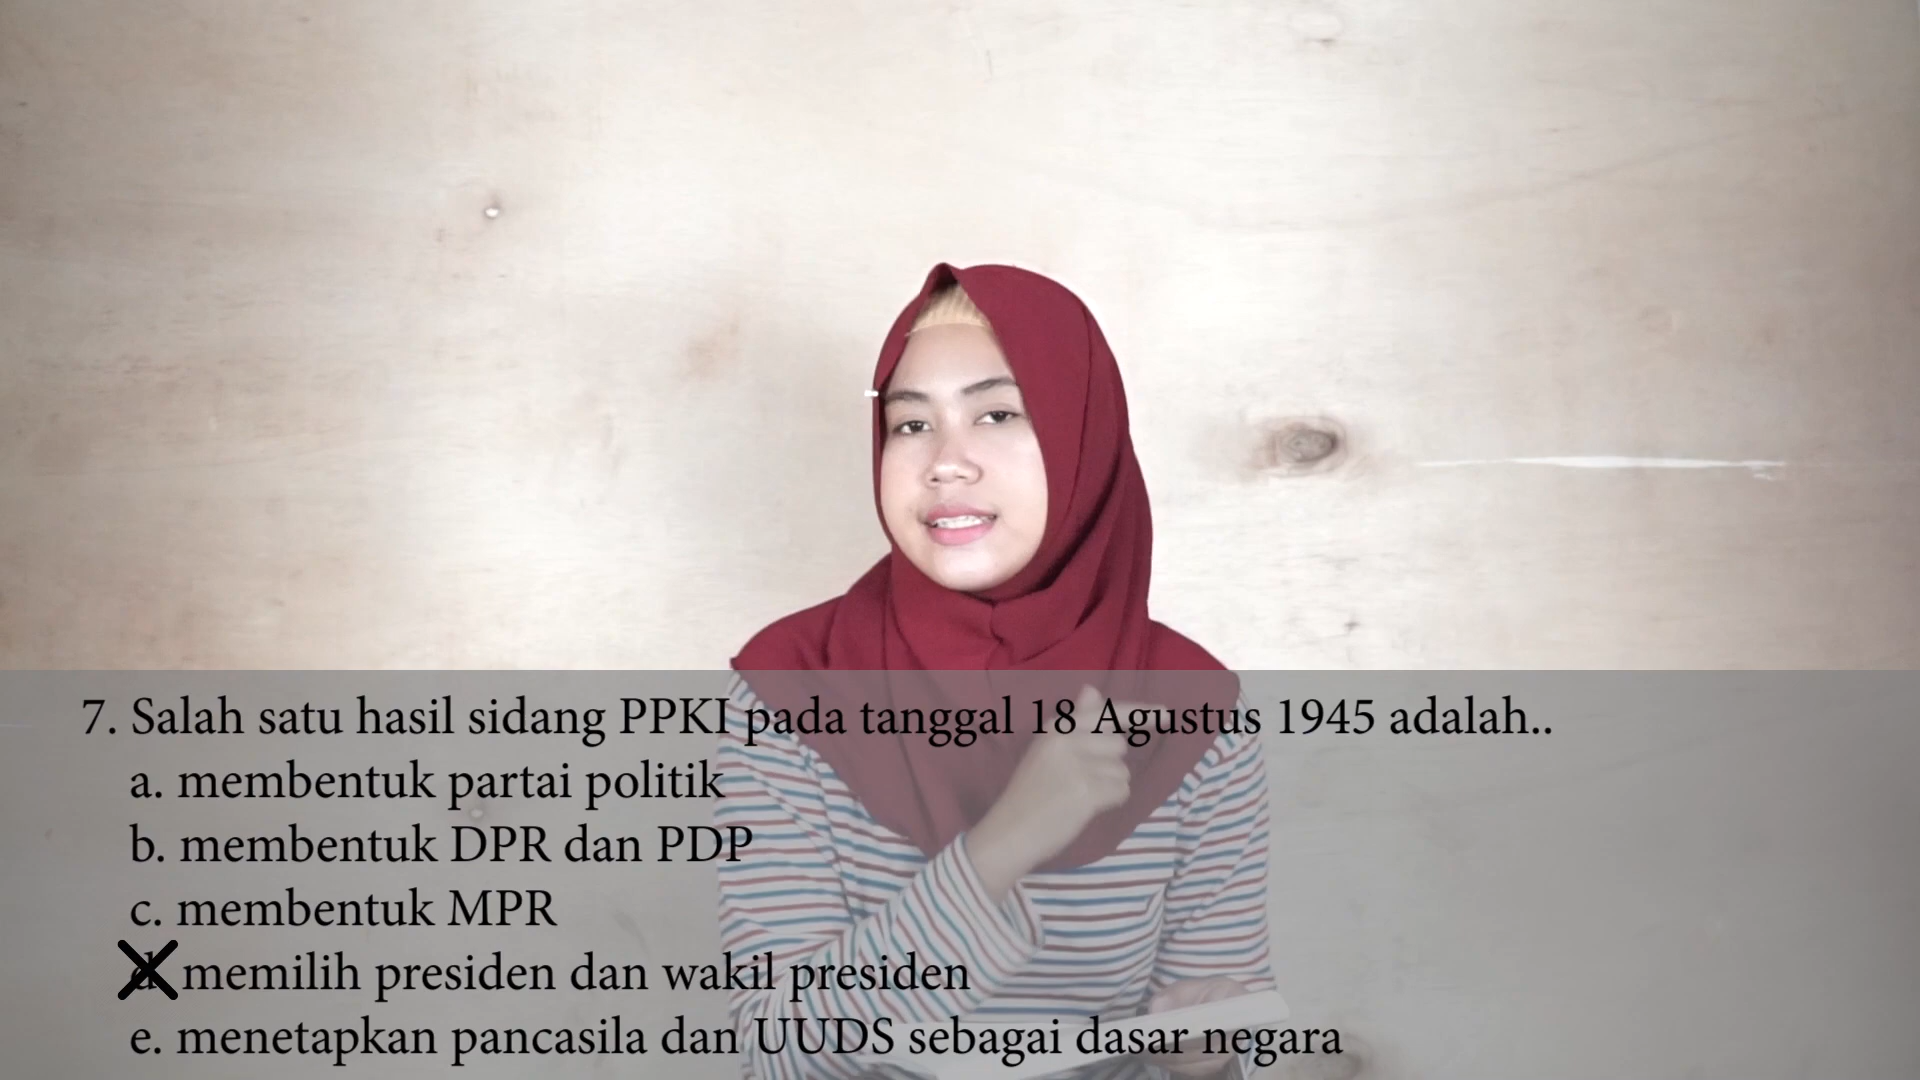 7. Salah satu hasil sidang PPKI pada tanggal 18 Agustus 1945 adalah..
a. membentuk partai politik
b. membentuk DPR dan PDP
c. membentuk MPR
d. memilih presiden dan wakil presiden
e. menetapkan pancasila dan UUDS sebagai dasar negara